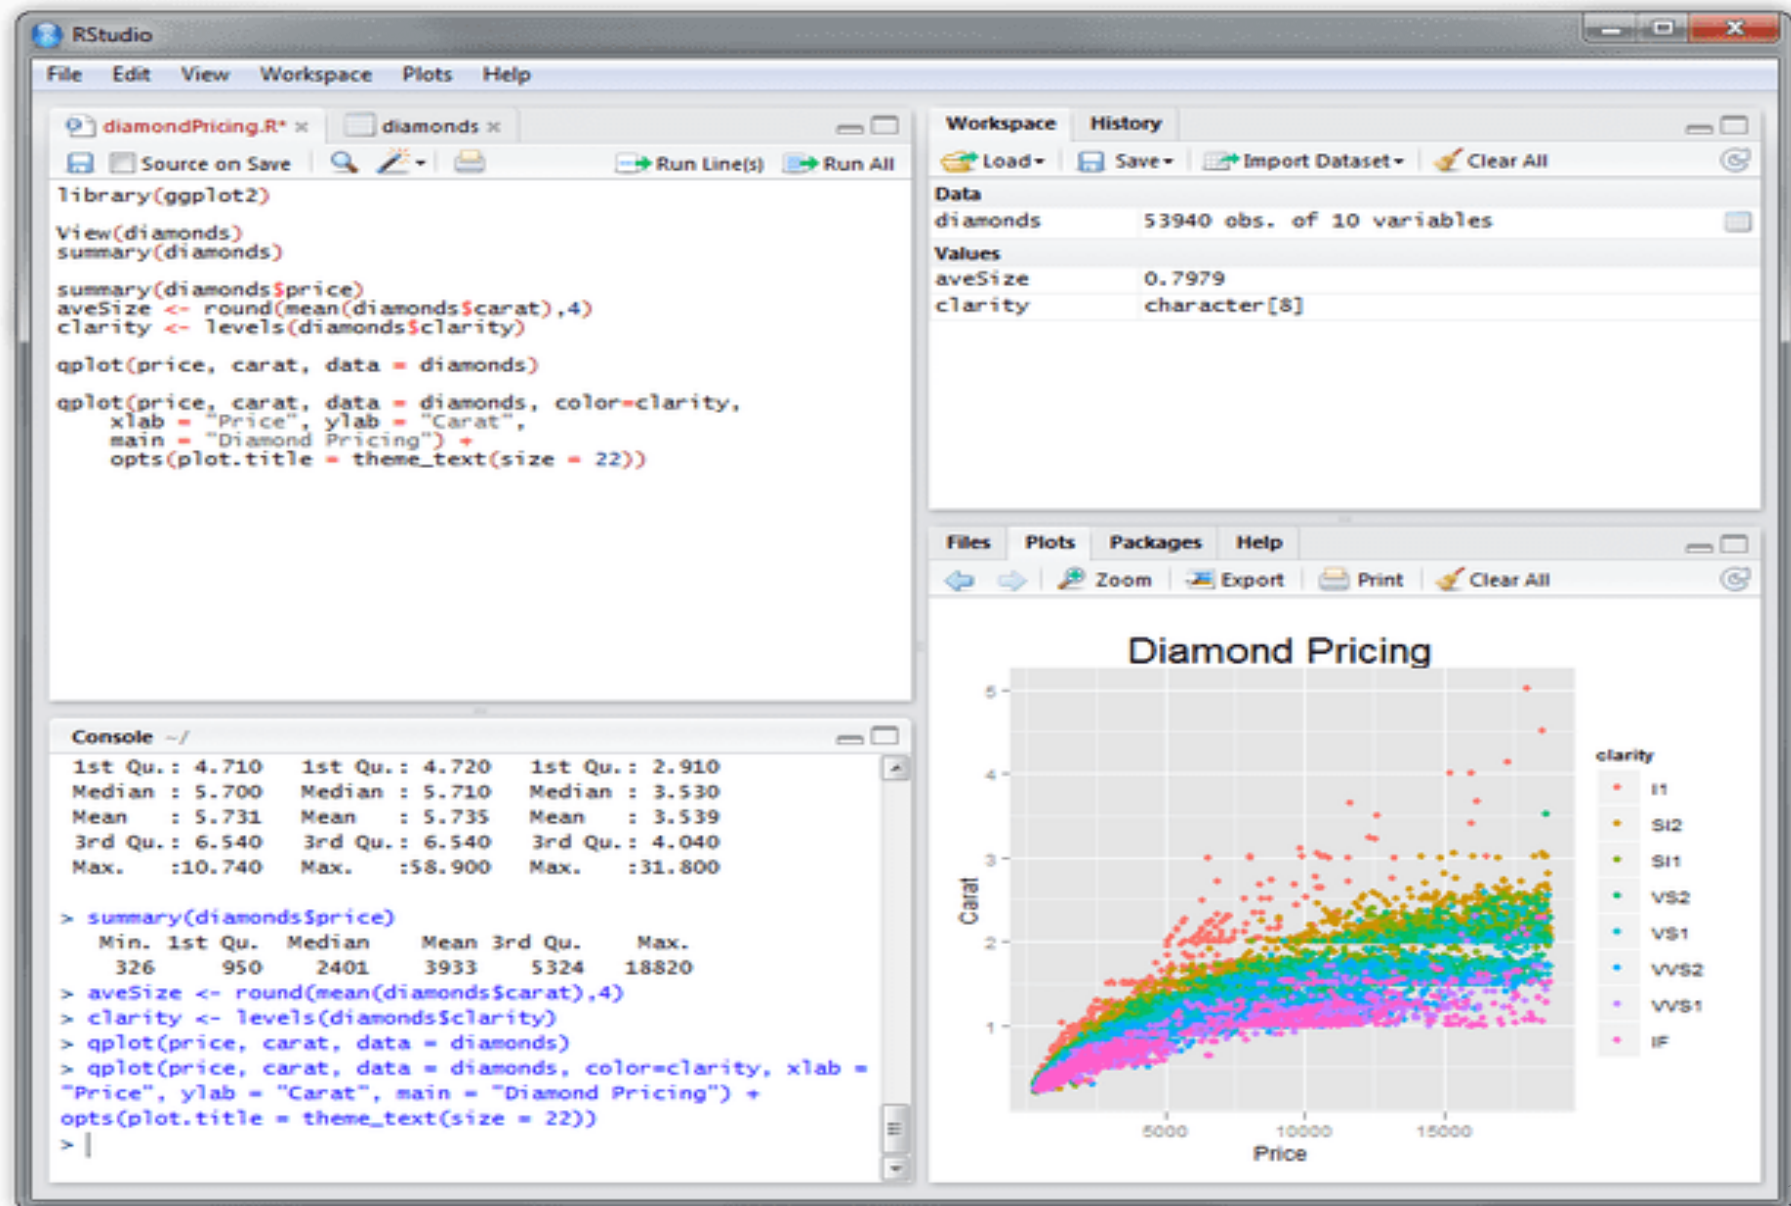 RStudio
File Edit View Workspace Plots Help
diamondPricing.R* diamonds
Source on Save Run Line(s) Run All
library(ggplot2)
View(diamonds)
summary(diamonds)
summary(diamonds$price)
aveSize <- round(mean(diamonds$carat),4)
clarity <- levels(diamonds$clarity)
qplot(price, carat, data = diamonds)
qplot(price, carat, data = diamonds, color=clarity,
xlab = "Price", ylab = "Carat",
main = "Diamond Pricing") +
opts(plot.title = theme_text(size = 22))
Console ~/
1st Qu.: 4.710 1st Qu.: 4.720 1st Qu.: 2.910
Median : 5.700 Median : 5.710 Median : 3.530
Mean : 5.731 Mean : 5.735 Mean : 3.539
3rd Qu.: 6.540 3rd Qu.: 6.540 3rd Qu.: 4.040
Max. :10.740 Max. :58.900 Max. :31.800
> summary(diamonds$price)
Min. 1st Qu. Median Mean 3rd Qu. Max.
326 950 2401 3933 5324 18820
> aveSize <- round(mean(diamonds$carat),4)
> clarity <- levels(diamonds$clarity)
> qplot(price, carat, data = diamonds)
> qplot(price, carat, data = diamonds, color=clarity, xlab =
"Price", ylab = "Carat", main = "Diamond Pricing") +
opts(plot.title = theme_text(size = 22))
>
Workspace History
Load Save Import Dataset Clear All
Data
diamonds 53940 obs. of 10 variables
Values
aveSize 0.7979
clarity character[8]
Files Plots Packages Help
Zoom Export Print Clear All
Diamond Pricing
5
4
3
2
1
Carat
5000 10000 15000
Price
clarity
I1
SI2
SI1
VS2
VS1
VVS2
VVS1
IF